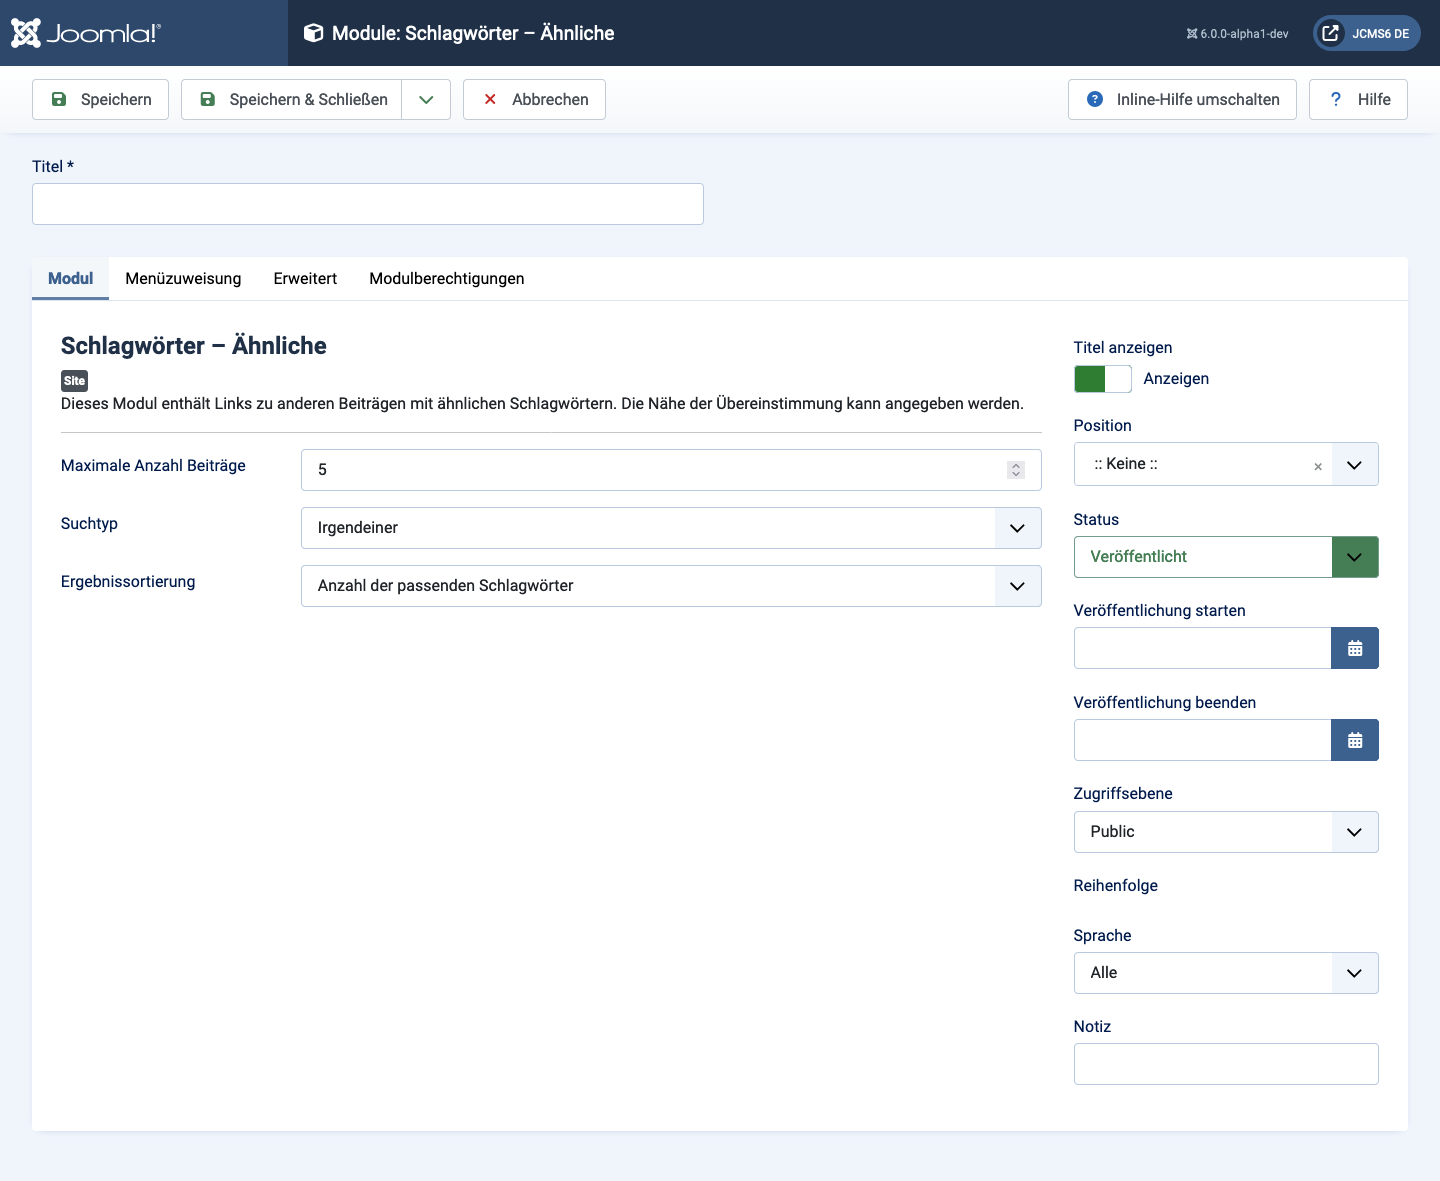 Joomla!®
Module: Schlagwörter – Ähnliche
6.0.0-alpha1-dev
JCMS6 DE
Speichern
Speichern & Schließen
Abbrechen
Inline-Hilfe umschalten
Hilfe
Titel *
Modul
Menüzuweisung
Erweitert
Modulberechtigungen
Schlagwörter – Ähnliche
Site
Dieses Modul enthält Links zu anderen Beiträgen mit ähnlichen Schlagwörtern. Die Nähe der Übereinstimmung kann angegeben werden.
Maximale Anzahl Beiträge
5
Suchtyp
Irgendeiner
Ergebnissortierung
Anzahl der passenden Schlagwörter
Titel anzeigen
Anzeigen
Position
:: Keine ::
Status
Veröffentlicht
Veröffentlichung starten
Veröffentlichung beenden
Zugriffsebene
Public
Reihenfolge
Sprache
Alle
Notiz